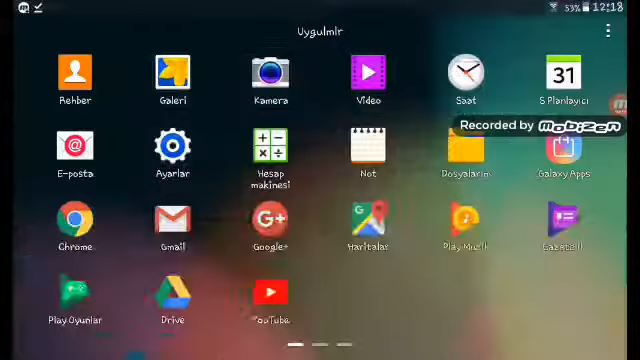 53% 12:18
Uygulmlr
Rehber
Galeri
Kamera
Video
31
Saat
S Planlayıcı
Recorded by mobizen
E-posta
Ayarlar
Hesap
makinesi
Not
Dosyalarım
Galaxy Apps
G+
Chrome
Gmail
Google+
Haritalar
Play Müzik
Play Oyunlar
Drive
YouTube